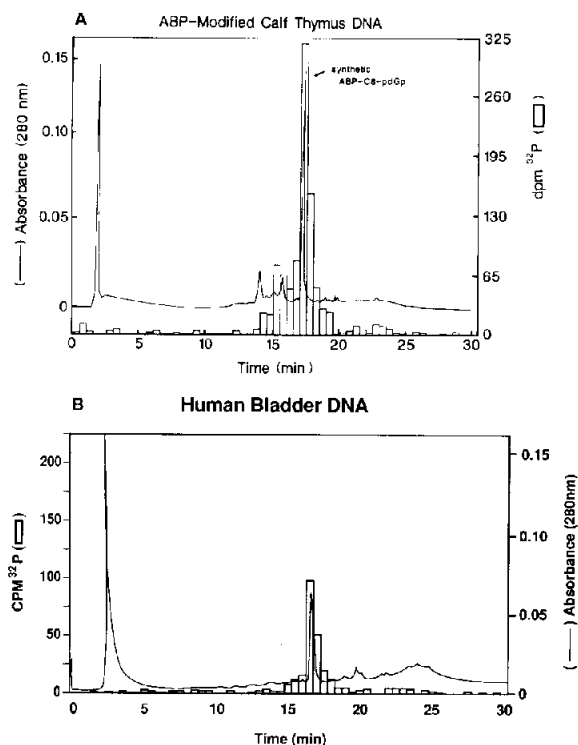 A
ABP-Modified Calf Thymus DNA
(—) Absorbance (280 nm)
0.15
0.10
0.05
0
synthetic
ABP-C8-pdGp
325
260
195
130
65
0
dpm ³²P (▯)
0 5 10 15 20 25 30
Time (min)
B
Human Bladder DNA
CPM ³²P (▯)
200
150
100
50
25
0
0.15
0.10
0.05
0
(—) Absorbance (280nm)
0 5 10 15 20 25 30
Time (min)